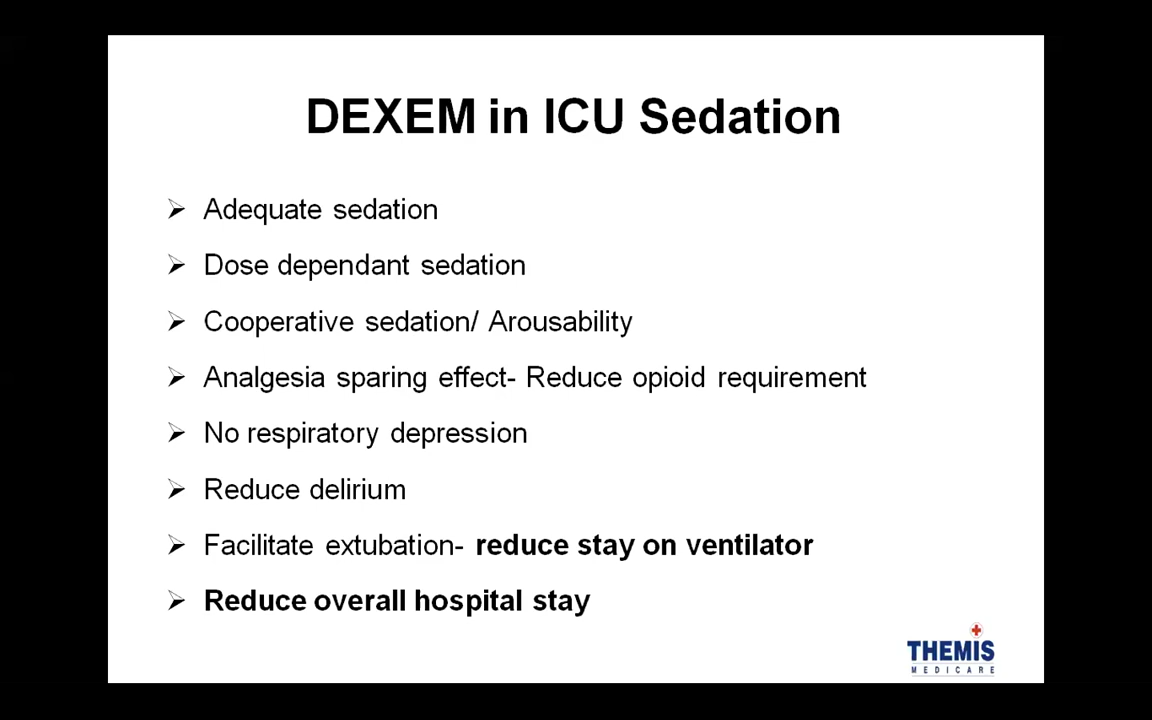 DEXEM in ICU Sedation
➢ Adequate sedation
➢ Dose dependant sedation
➢ Cooperative sedation/ Arousability
➢ Analgesia sparing effect- Reduce opioid requirement
➢ No respiratory depression
➢ Reduce delirium
➢ Facilitate extubation- reduce stay on ventilator
➢ Reduce overall hospital stay
THEMIS
MEDICARE